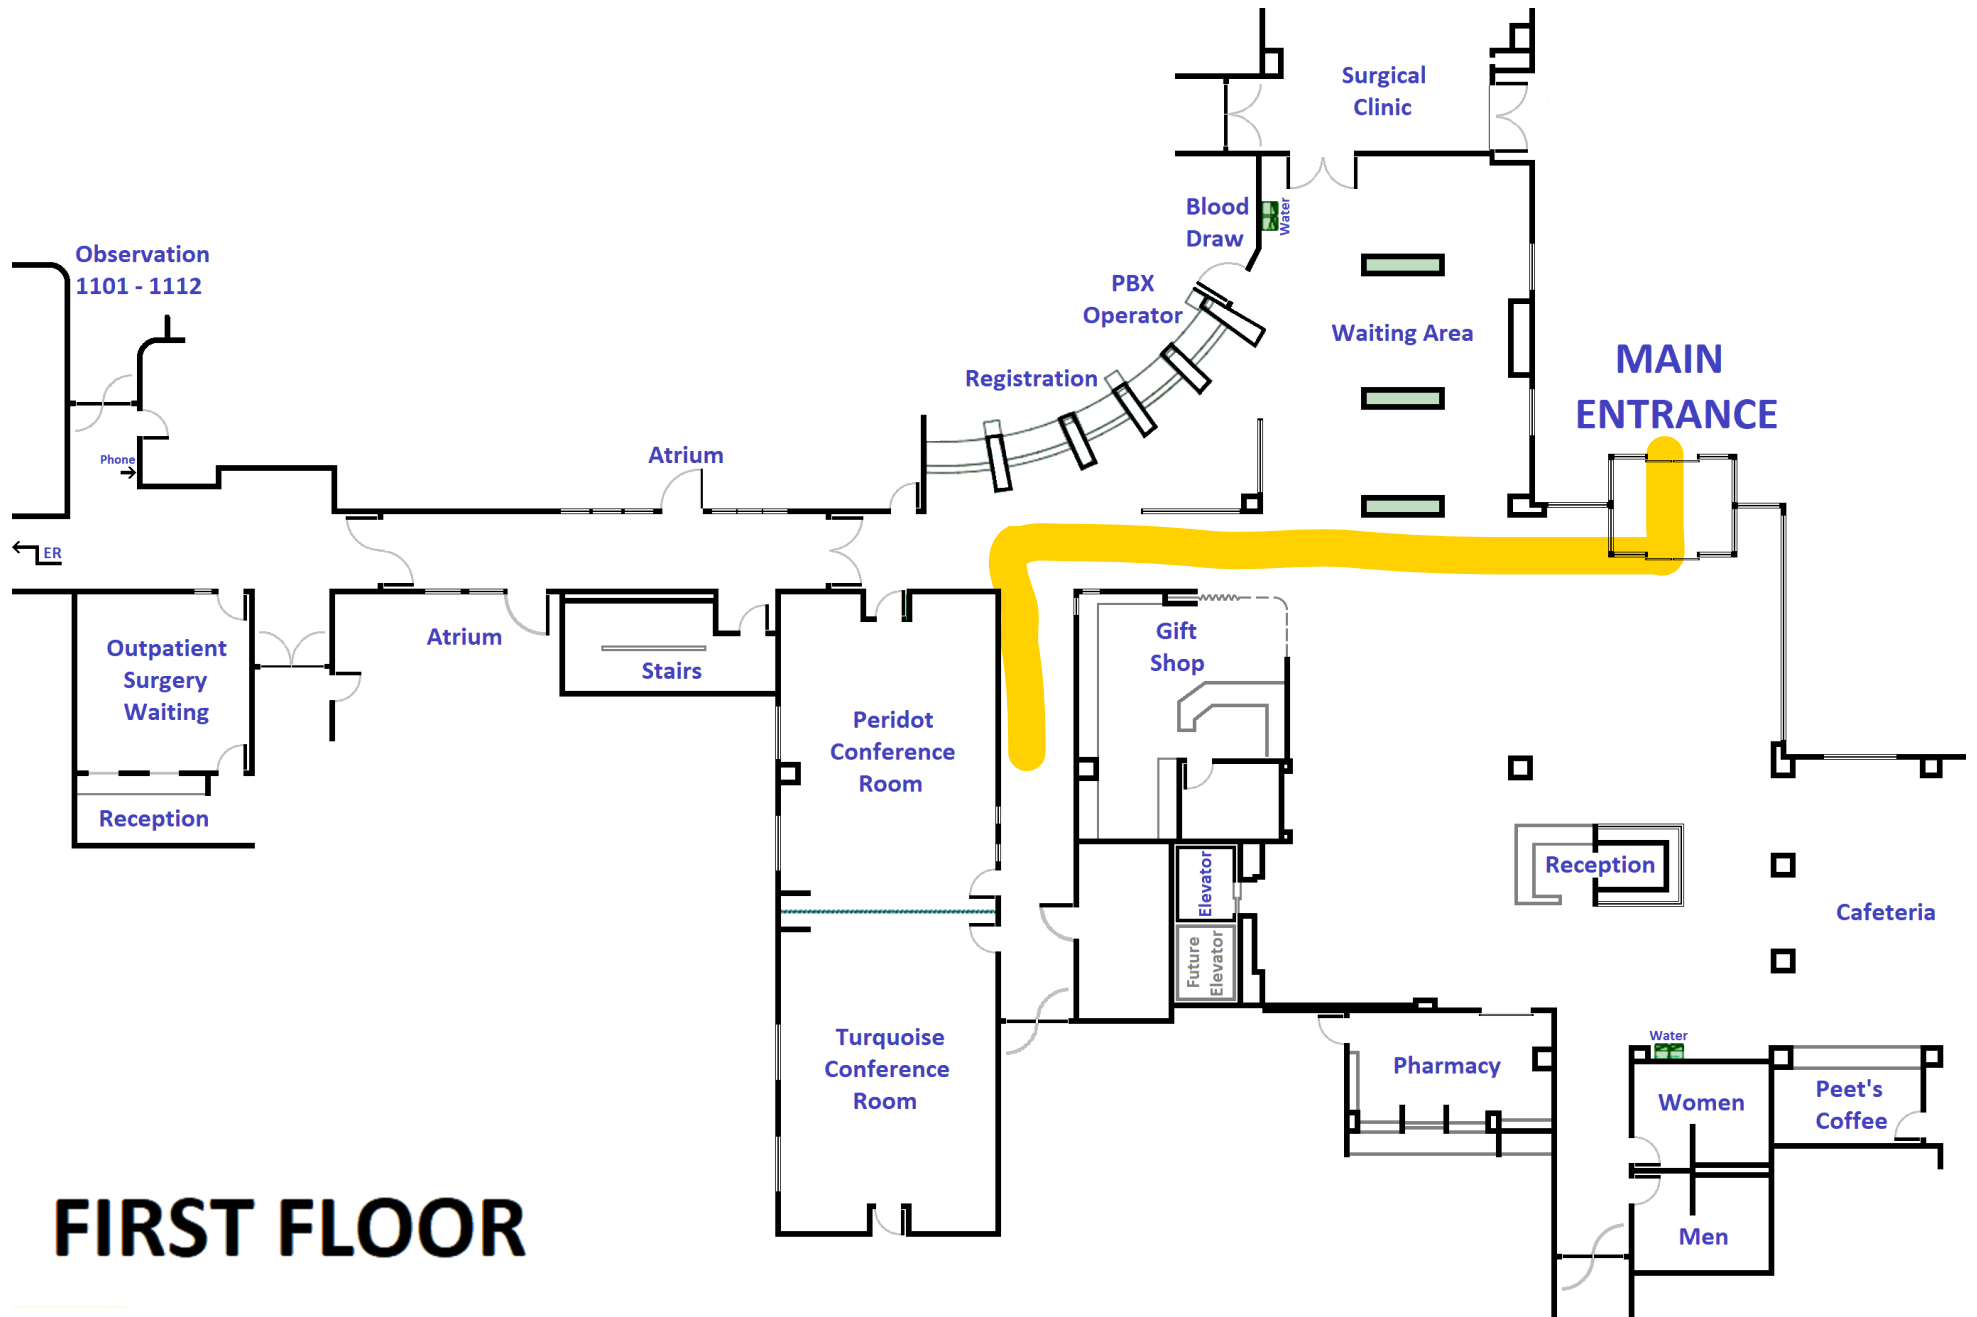 Surgical
Clinic
Blood
Draw
Water
Observation
1101 - 1112
PBX
Operator
Waiting Area
MAIN
ENTRANCE
Registration
Phone
Atrium
ER
Outpatient
Surgery
Waiting
Atrium
Stairs
Gift
Shop
Peridot
Conference
Room
Reception
Elevator
Reception
Cafeteria
Future
Elevator
Turquoise
Conference
Room
Pharmacy
Water
Women
Peet's
Coffee
Men
FIRST FLOOR